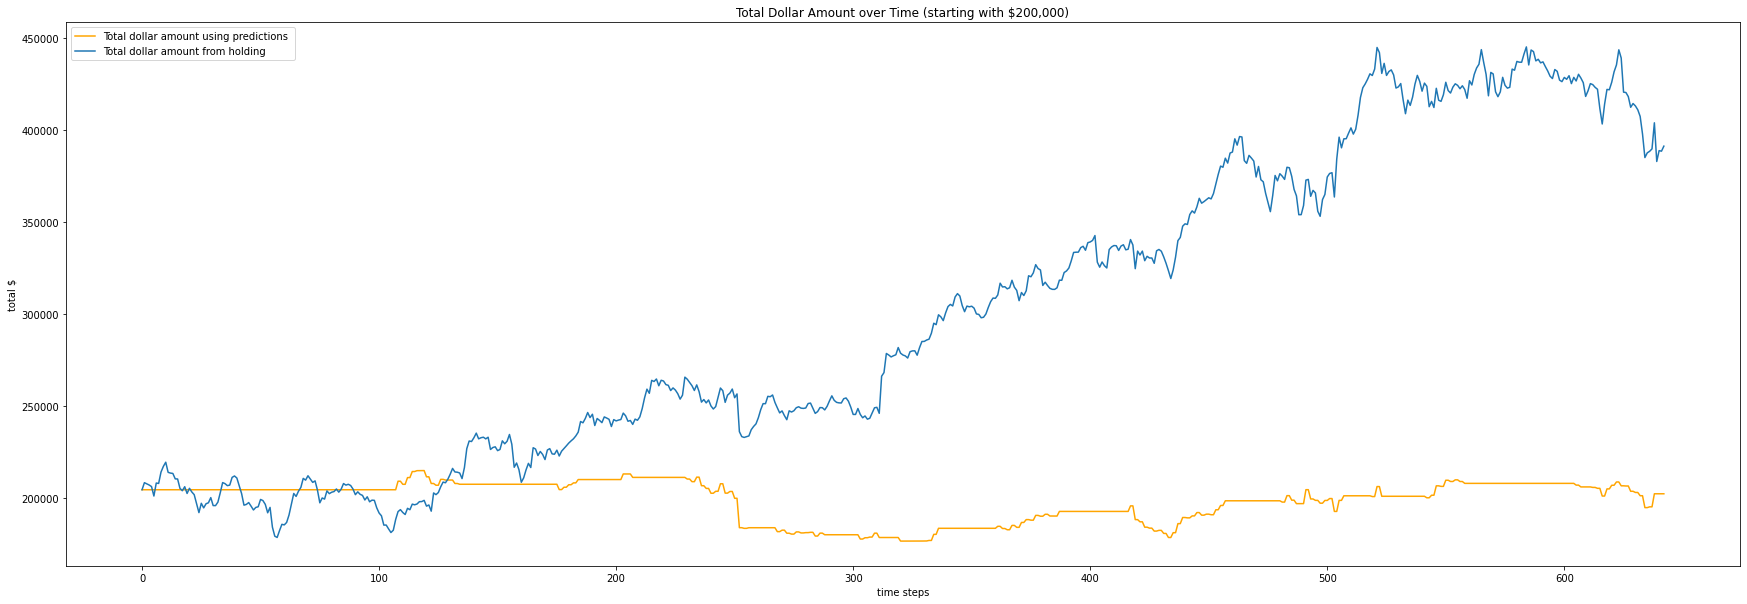 Total Dollar Amount over Time (starting with $200,000)
Total dollar amount using predictions
Total dollar amount from holding
450000
400000
350000
300000
250000
200000
total $
0 100 200 300 400 500 600
time steps